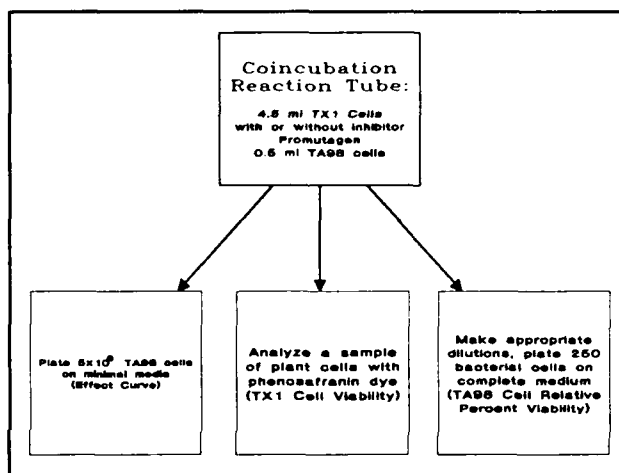 Coincubation
Reaction Tube:
4.5 ml TX1 Cells
with or without inhibitor
Promutagen
0.5 ml TA98 cells
Plate 5x10 TA98 cells
on minimal media
(Effect Curve)
Analyze a sample
of plant cells with
phenosafranin dye
(TX1 Cell Viability)
Make appropriate
dilutions, plate 250
bacterial cells on
complete medium
(TA98 Cell Relative
Percent Viability)